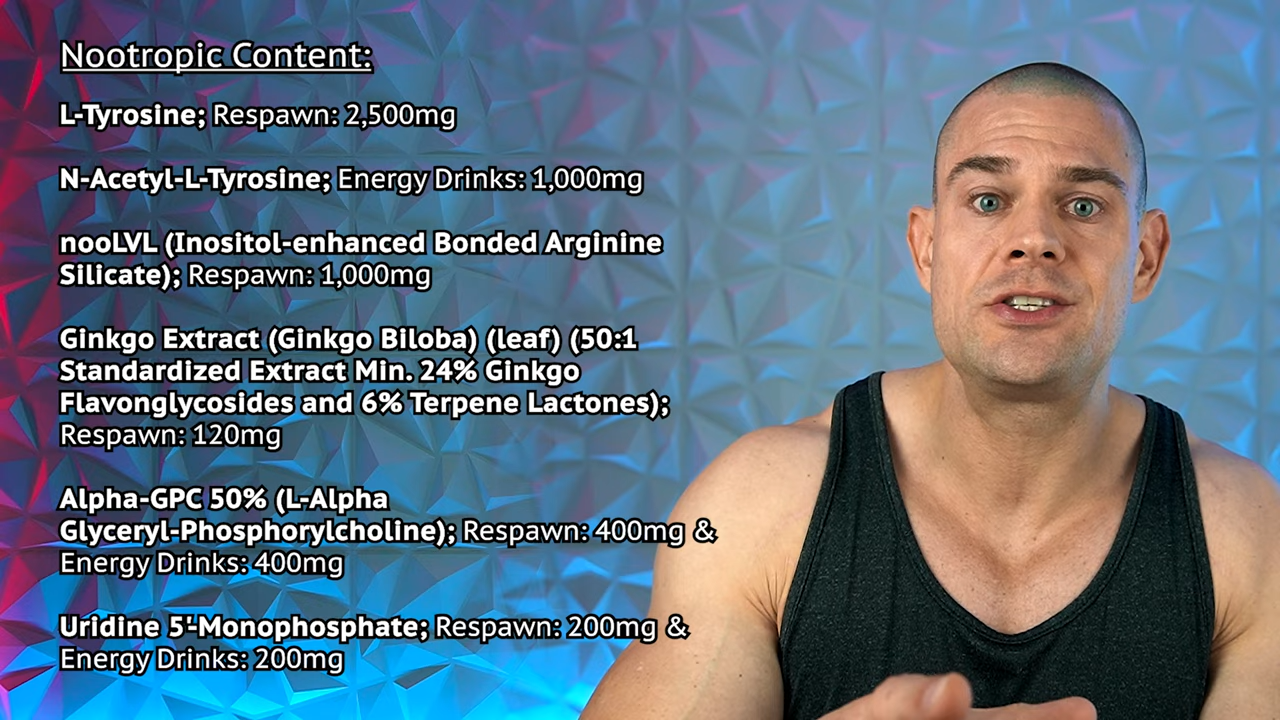 Nootropic Content:
L-Tyrosine; Respawn: 2,500mg
N-Acetyl-L-Tyrosine; Energy Drinks: 1,000mg
nooLVL (Inositol-enhanced Bonded Arginine
Silicate); Respawn: 1,000mg
Ginkgo Extract (Ginkgo Biloba) (leaf) (50:1
Standardized Extract Min. 24% Ginkgo
Flavonglycosides and 6% Terpene Lactones);
Respawn: 120mg
Alpha-GPC 50% (L-Alpha
Glyceryl-Phosphorylcholine); Respawn: 400mg &
Energy Drinks: 400mg
Uridine 5'-Monophosphate; Respawn: 200mg &
Energy Drinks: 200mg